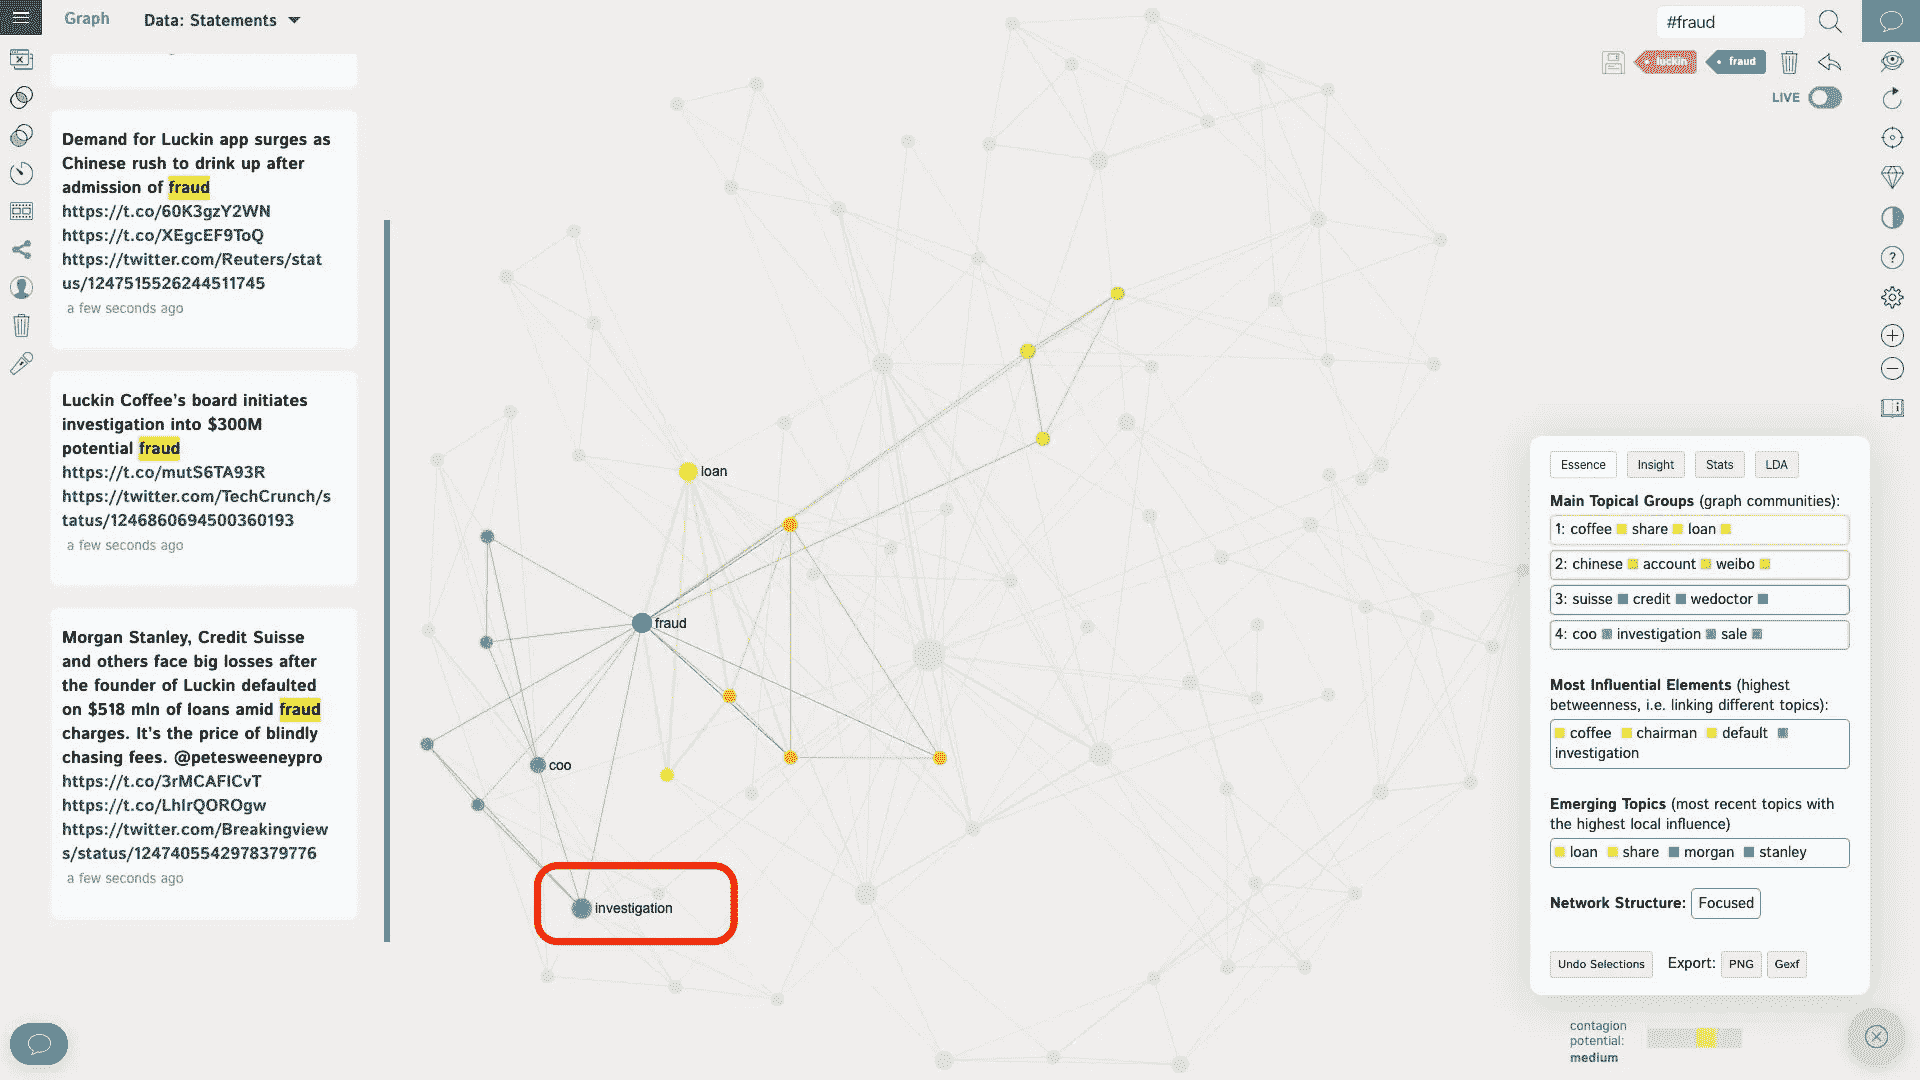 Graph
Data: Statements
#fraud
luckin
fraud
LIVE
Demand for Luckin app surges as
Chinese rush to drink up after
admission of fraud
https://t.co/60K3gzY2WN
https://t.co/XEgcEF9ToQ
https://twitter.com/Reuters/stat
us/1247515526244511745
a few seconds ago
Luckin Coffee's board initiates
investigation into $300M
potential fraud
https://t.co/mutS6TA93R
https://twitter.com/TechCrunch/s
tatus/1246860694500360193
a few seconds ago
Morgan Stanley, Credit Suisse
and others face big losses after
the founder of Luckin defaulted
on $518 mln of loans amid fraud
charges. It's the price of blindly
chasing fees. @petesweeneypro
https://t.co/3rMCAFlCvT
https://t.co/LhIrQOROgw
https://twitter.com/Breakingview
s/status/1247405542978379776
a few seconds ago
loan
fraud
coo
investigation
Essence
Insight
Stats
LDA
Main Topical Groups (graph communities):
1: coffee share loan
2: chinese account weibo
3: suisse credit wedoctor
4: coo investigation sale
Most Influential Elements (highest
betweenness, i.e. linking different topics):
coffee chairman default
investigation
Emerging Topics (most recent topics with
the highest local influence)
loan share morgan stanley
Network Structure: Focused
Undo Selections
Export: PNG Gexf
contagion
potential:
medium